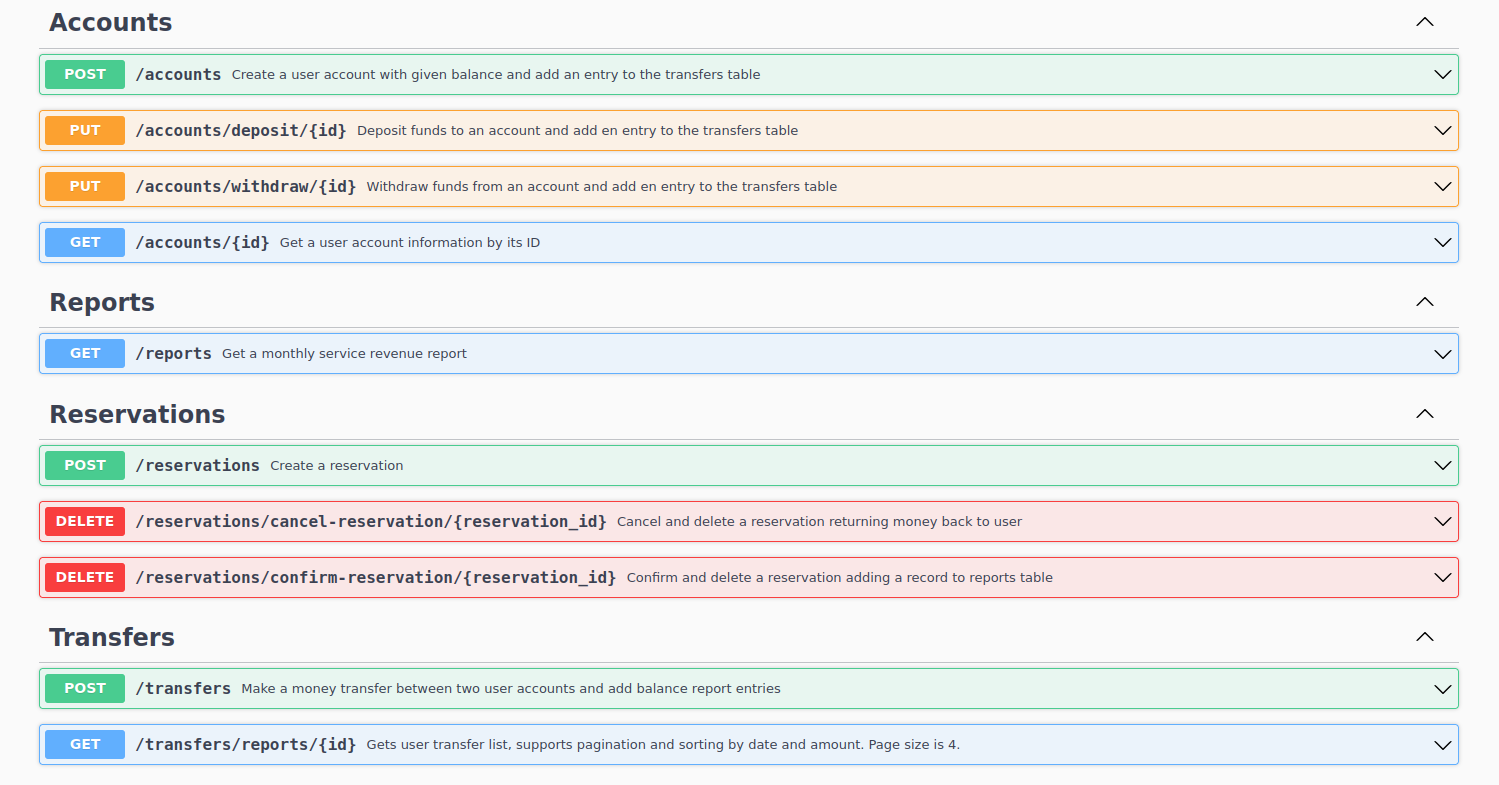 Accounts
POST /accounts Create a user account with given balance and add an entry to the transfers table
PUT /accounts/deposit/{id} Deposit funds to an account and add en entry to the transfers table
PUT /accounts/withdraw/{id} Withdraw funds from an account and add en entry to the transfers table
GET /accounts/{id} Get a user account information by its ID
Reports
GET /reports Get a monthly service revenue report
Reservations
POST /reservations Create a reservation
DELETE /reservations/cancel-reservation/{reservation_id} Cancel and delete a reservation returning money back to user
DELETE /reservations/confirm-reservation/{reservation_id} Confirm and delete a reservation adding a record to reports table
Transfers
POST /transfers Make a money transfer between two user accounts and add balance report entries
GET /transfers/reports/{id} Gets user transfer list, supports pagination and sorting by date and amount. Page size is 4.